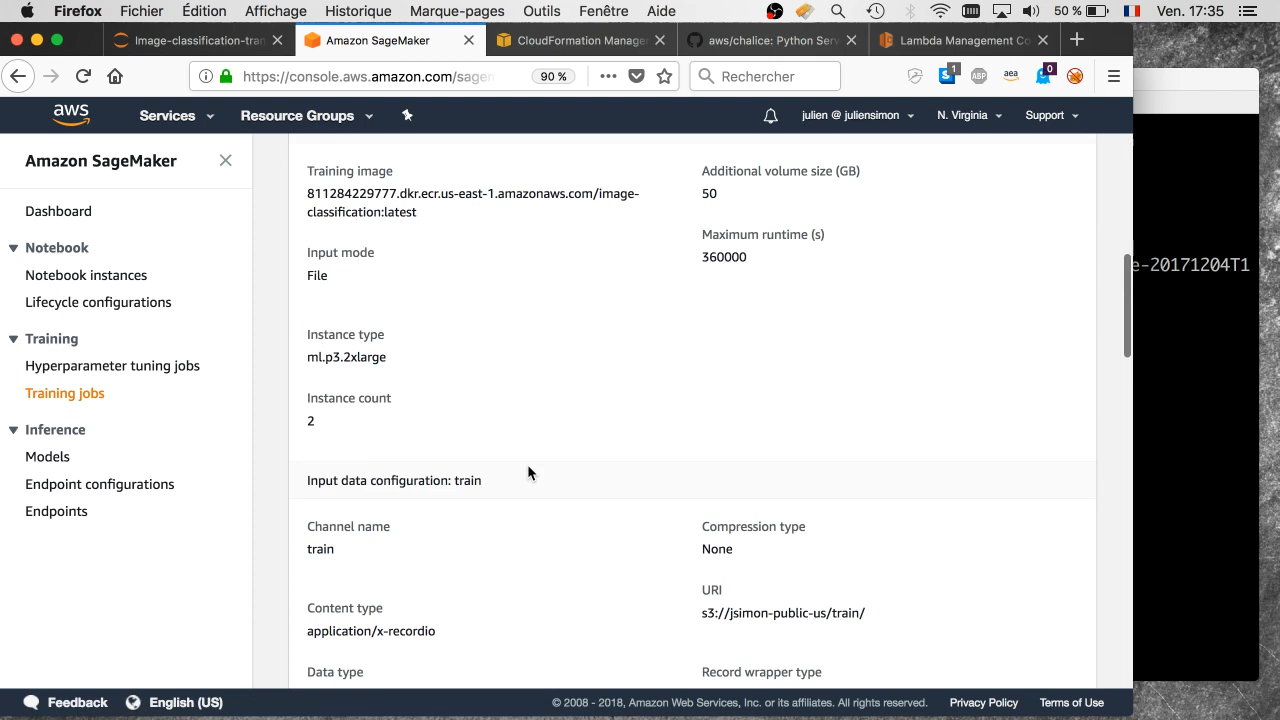 Firefox Fichier Édition Affichage Historique Marque-pages Outils Fenêtre Aide 50 % Ven. 17:35
Image-classification-tran Amazon SageMaker CloudFormation Manage aws/chalice: Python Serv Lambda Management Co
https://console.aws.amazon.com/sagem 90 % Rechercher 1 ABP aea 0
aws Services Resource Groups julien @ juliensimon N. Virginia Support
Amazon SageMaker
Dashboard
Notebook
Notebook instances
Lifecycle configurations
Training
Hyperparameter tuning jobs
Training jobs
Inference
Models
Endpoint configurations
Endpoints
Training image
811284229777.dkr.ecr.us-east-1.amazonaws.com/image-
classification:latest
Additional volume size (GB)
50
Input mode
File
Maximum runtime (s)
360000
Instance type
ml.p3.2xlarge
Instance count
2
Input data configuration: train
Channel name
train
Compression type
None
Content type
application/x-recordio
URI
s3://jsimon-public-us/train/
Data type
Record wrapper type
e-20171204T1
Feedback English (US) © 2008 - 2018, Amazon Web Services, Inc. or its affiliates. All rights reserved. Privacy Policy Terms of Use